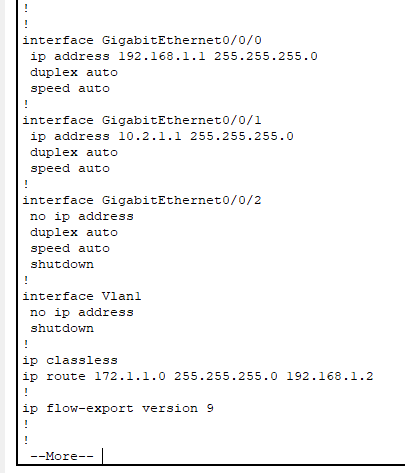 !
!
interface GigabitEthernet0/0/0
 ip address 192.168.1.1 255.255.255.0
 duplex auto
 speed auto
!
interface GigabitEthernet0/0/1
 ip address 10.2.1.1 255.255.255.0
 duplex auto
 speed auto
!
interface GigabitEthernet0/0/2
 no ip address
 duplex auto
 speed auto
 shutdown
!
interface Vlan1
 no ip address
 shutdown
!
ip classless
ip route 172.1.1.0 255.255.255.0 192.168.1.2
!
ip flow-export version 9
!
!
 --More--